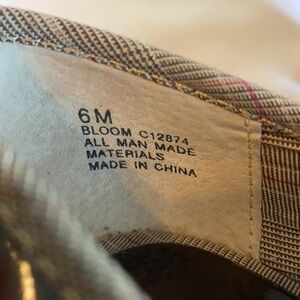 6M
BLOOM C12874
ALL MAN MADE
MATERIALS
MADE IN CHINA